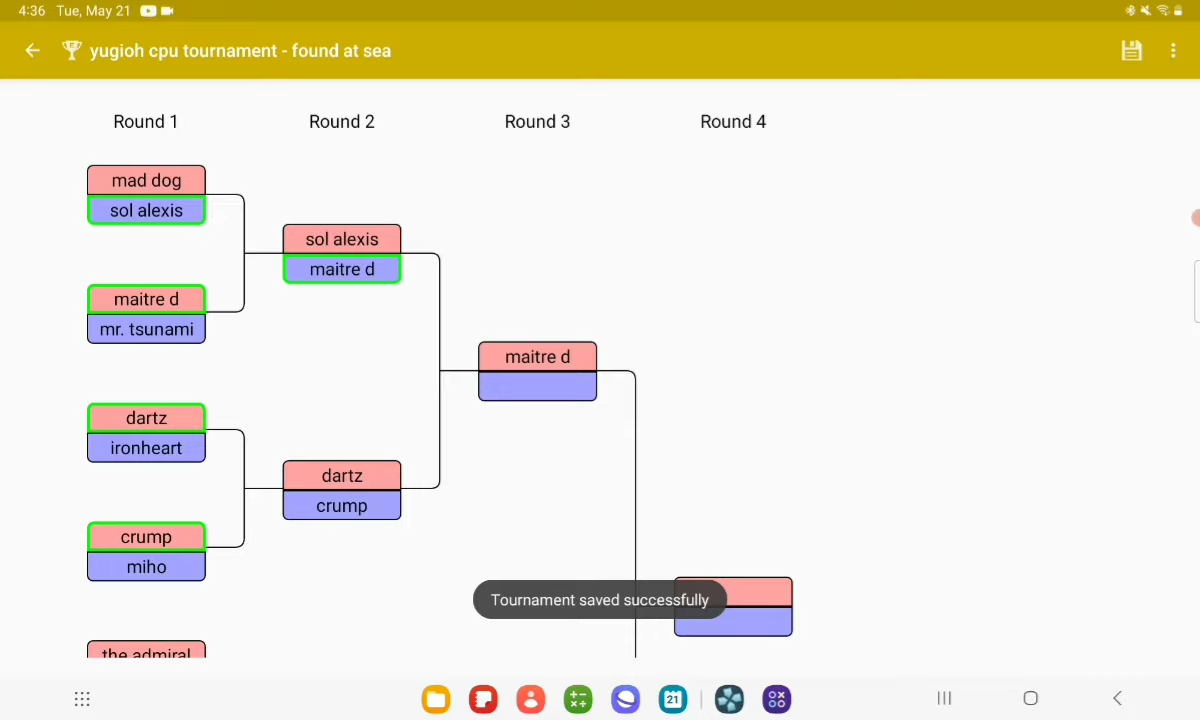 4:36 Tue, May 21
yugioh cpu tournament - found at sea
Round 1 Round 2 Round 3 Round 4
mad dog
sol alexis
maitre d
mr. tsunami
dartz
ironheart
crump
miho
the admiral
sol alexis
maitre d
dartz
crump
maitre d
Tournament saved successfully
21